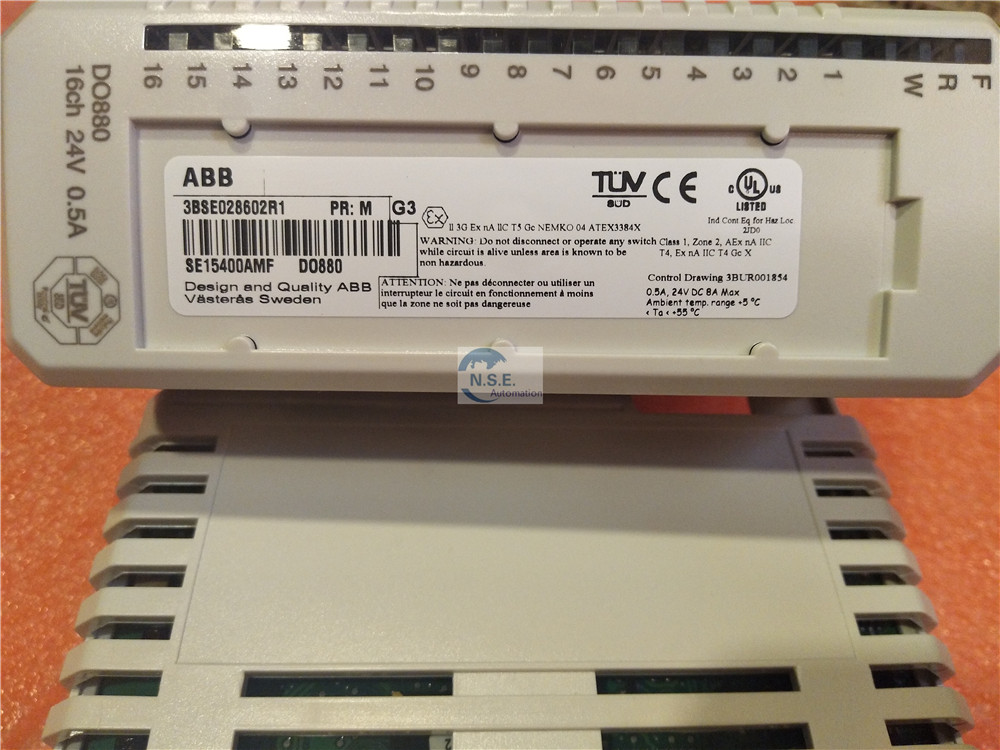 16 15 14 13 12 11 10 9 8 7 6 5 4 3 2 1 W R F
DO880
16ch 24V 0.5A
ABB
3BSE028602R1 PR: M G3
SE15400AMF DO880
Design and Quality ABB
Västerås Sweden
Ex II 3G Ex nA IIC T5 Gc NEMKO 04 ATEX3384X
WARNING: Do not disconnect or operate any switch
while circuit is alive unless area is known to be
non hazardous.
ATTENTION: Ne pas déconnecter ou utiliser un
interrupteur le circuit en fonctionnement à moins
que la zone ne soit pas dangereuse
TÜV
SÜD
CE
C UL US
LISTED
Ind Cont Eq for Haz Loc.
2JD0
Class 1, Zone 2, AEx nA IIC
T4, Ex nA IIC T4 Gc X
Control Drawing 3BUR001854
0.5A, 24V DC 8A Max
Ambient temp. range +5 °C
< Ta < +55 °C
TÜV
N.S.E.
Automation